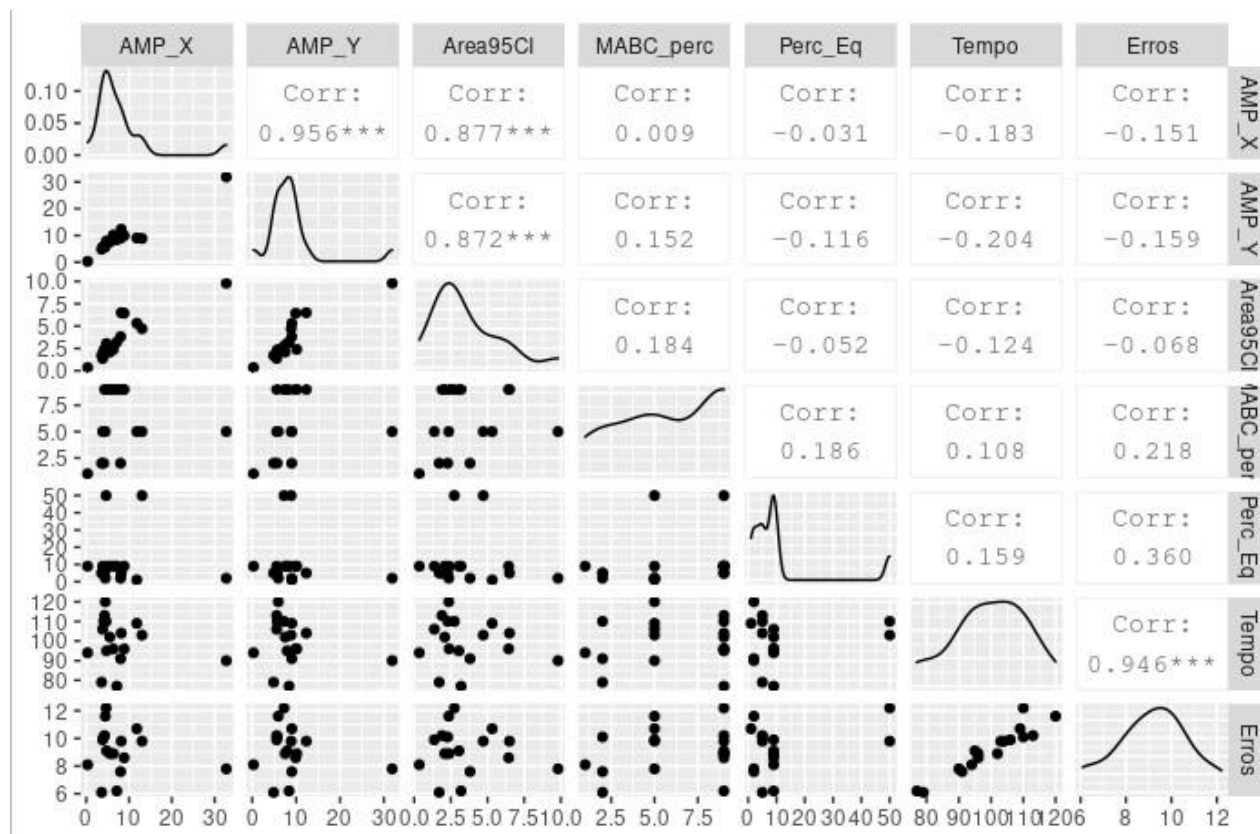 AMP_X AMP_Y Area95CI MABC_perc Perc_Eq Tempo Erros
0.10
0.05
0.00
Corr:
0.956***
Corr:
0.877***
Corr:
0.009
Corr:
-0.031
Corr:
-0.183
Corr:
-0.151
AMP_X
30
20
10
0
Corr:
0.872***
Corr:
0.152
Corr:
-0.116
Corr:
-0.204
Corr:
-0.159
AMP_Y
10.0
7.5
5.0
2.5
0.0
Corr:
0.184
Corr:
-0.052
Corr:
-0.124
Corr:
-0.068
Area95CI
7.5
5.0
2.5
Corr:
0.186
Corr:
0.108
Corr:
0.218
MABC_per
50
40
30
20
10
0
Corr:
0.159
Corr:
0.360
Perc_Eq
120
110
100
90
80
Corr:
0.946***
Tempo
12
10
8
6
Erros
0 10 20 30 0 10 20 30 0.0 2.5 5.0 7.5 10.0 2.5 5.0 7.5 0 10 20 30 40 50 80 90 100 110 120 6 8 10 12